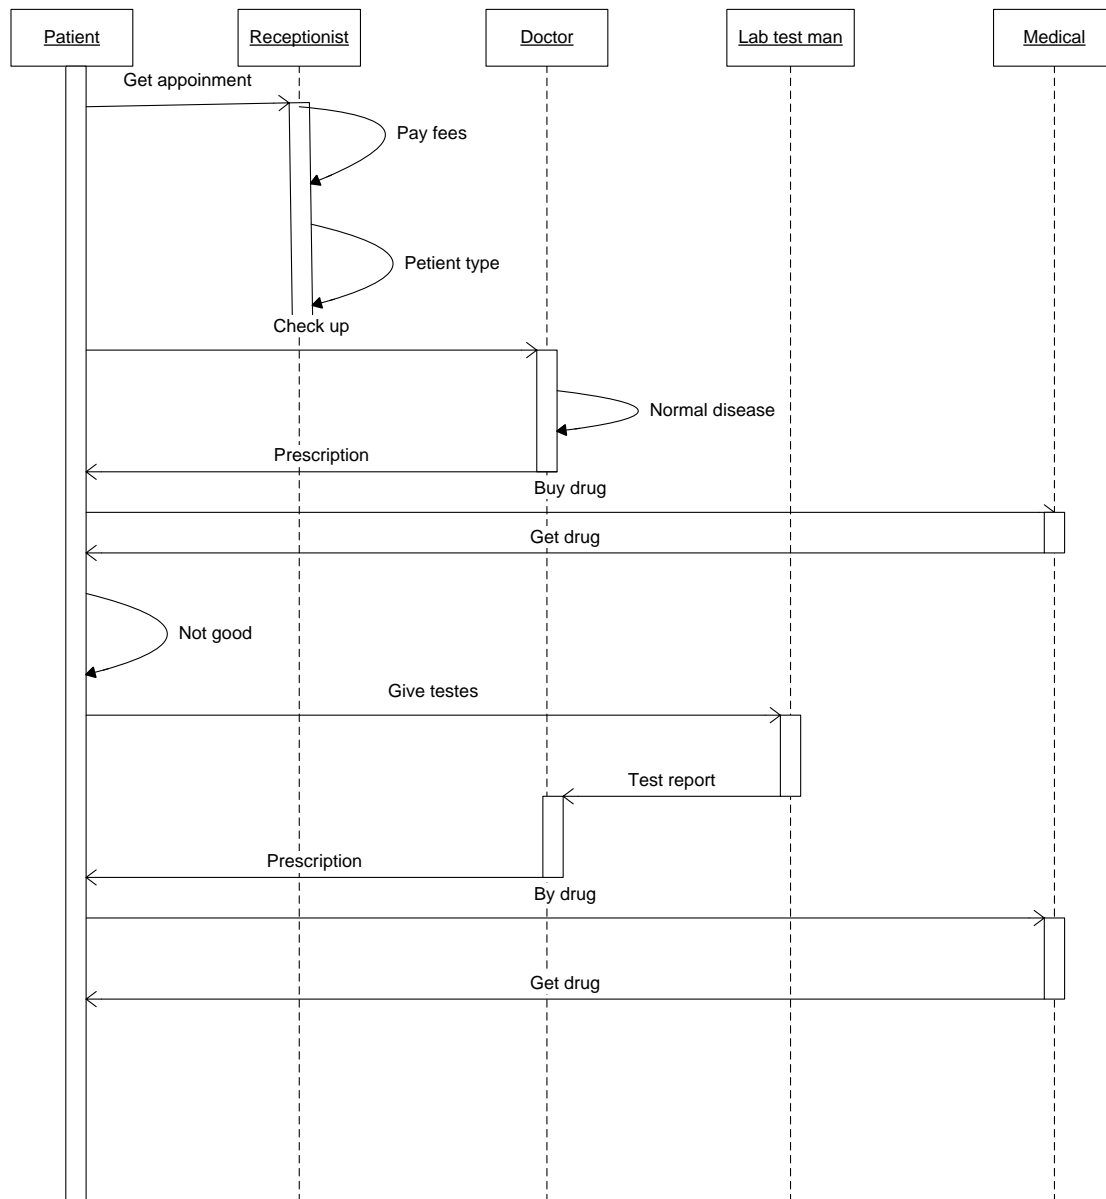 Patient
Receptionist
Doctor
Lab test man
Medical
Get appoinment
Pay fees
Petient type
Check up
Normal disease
Prescription
Buy drug
Get drug
Not good
Give testes
Test report
Prescription
By drug
Get drug